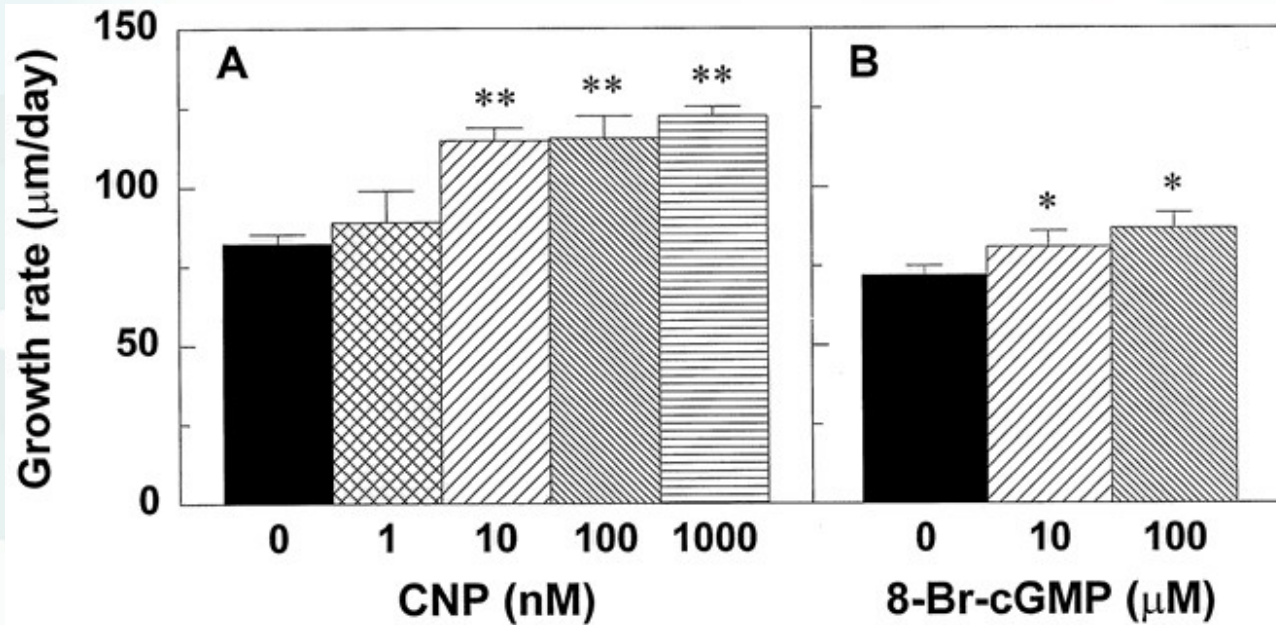 Growth rate (μm/day)
150
100
50
0
A
**
**
**
0 1 10 100 1000
CNP (nM)
B
*
*
0 10 100
8-Br-cGMP (μM)